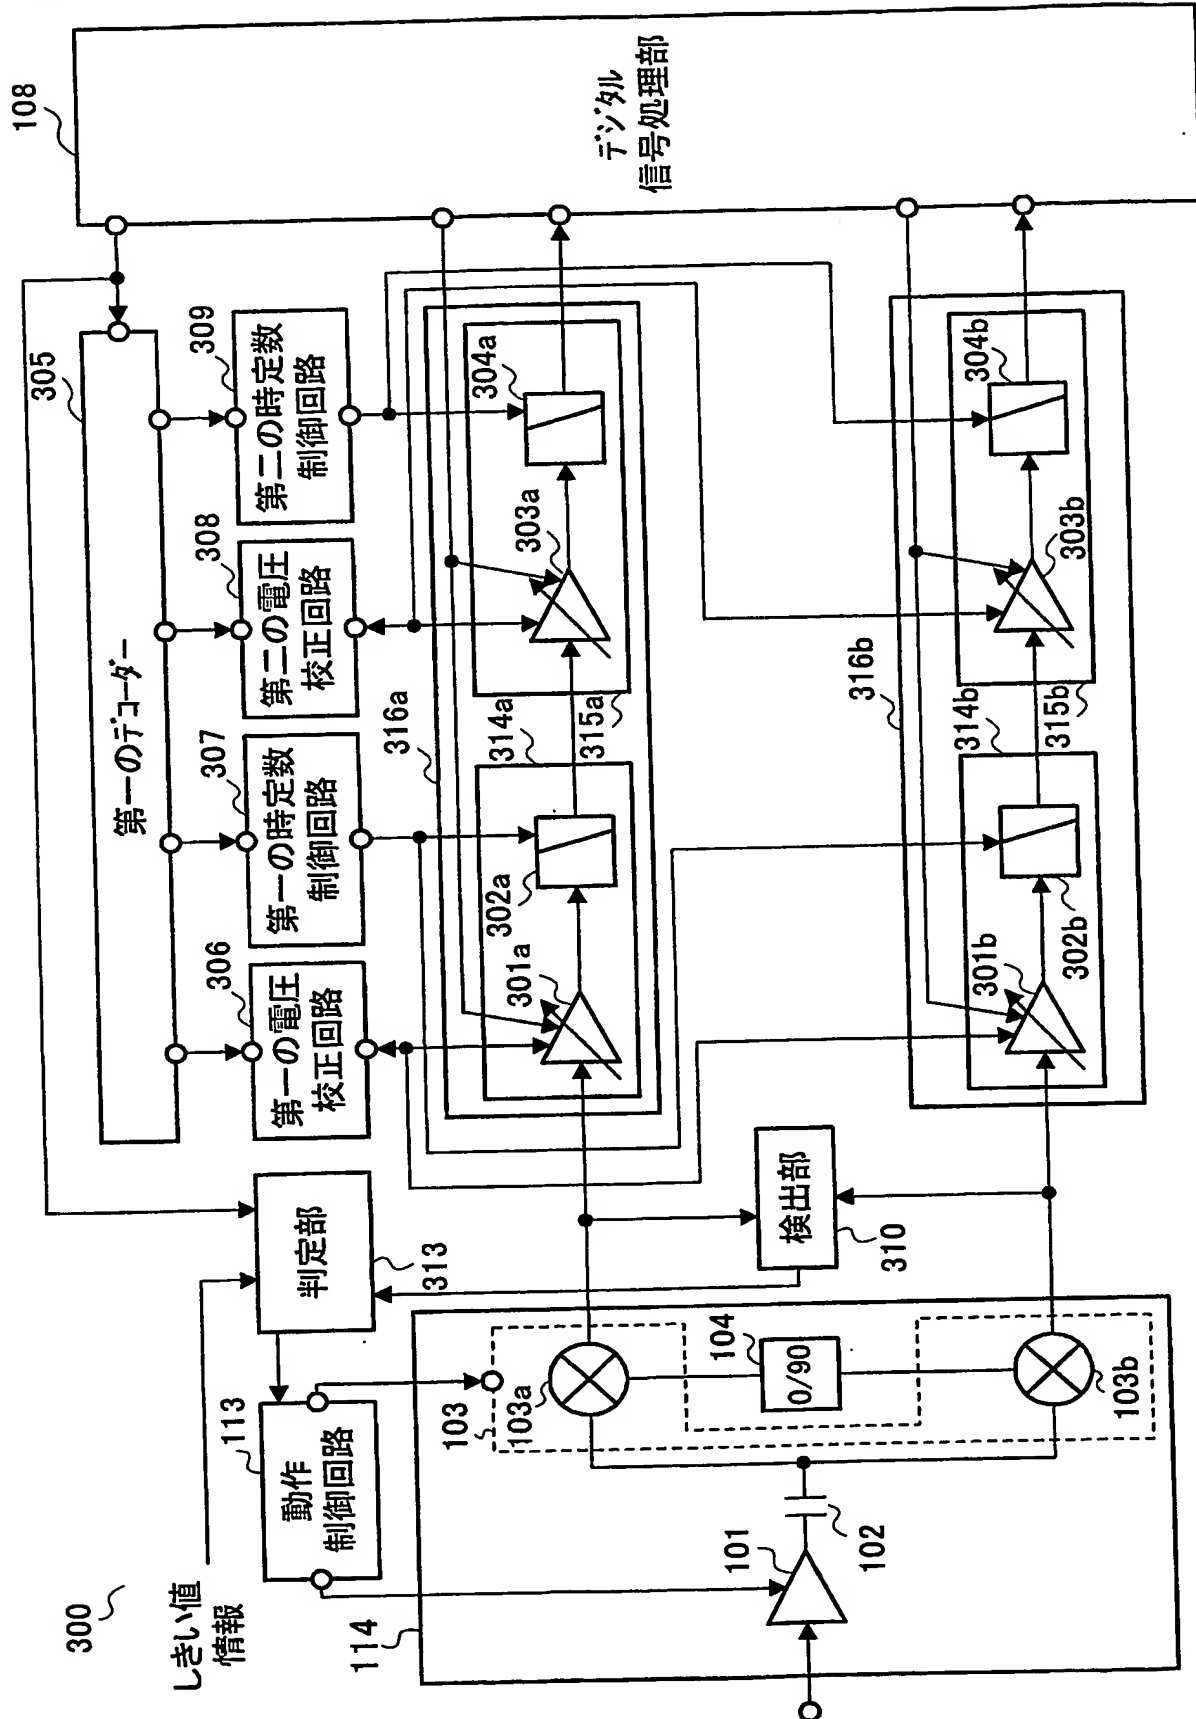 300
しきい値
情報
113
動作
制御回路
判定部
313
305
第一のデコーダー
108
デジタル
信号処理部
306
第一の電圧
校正回路
307
第一の時定数
制御回路
308
第二の電圧
校正回路
309
第二の時定数
制御回路
316a
314a
315a
301a
302a
303a
304a
検出部
310
316b
314b
315b
301b
302b
303b
304b
114
101
102
103
103a
104
0/90
103b